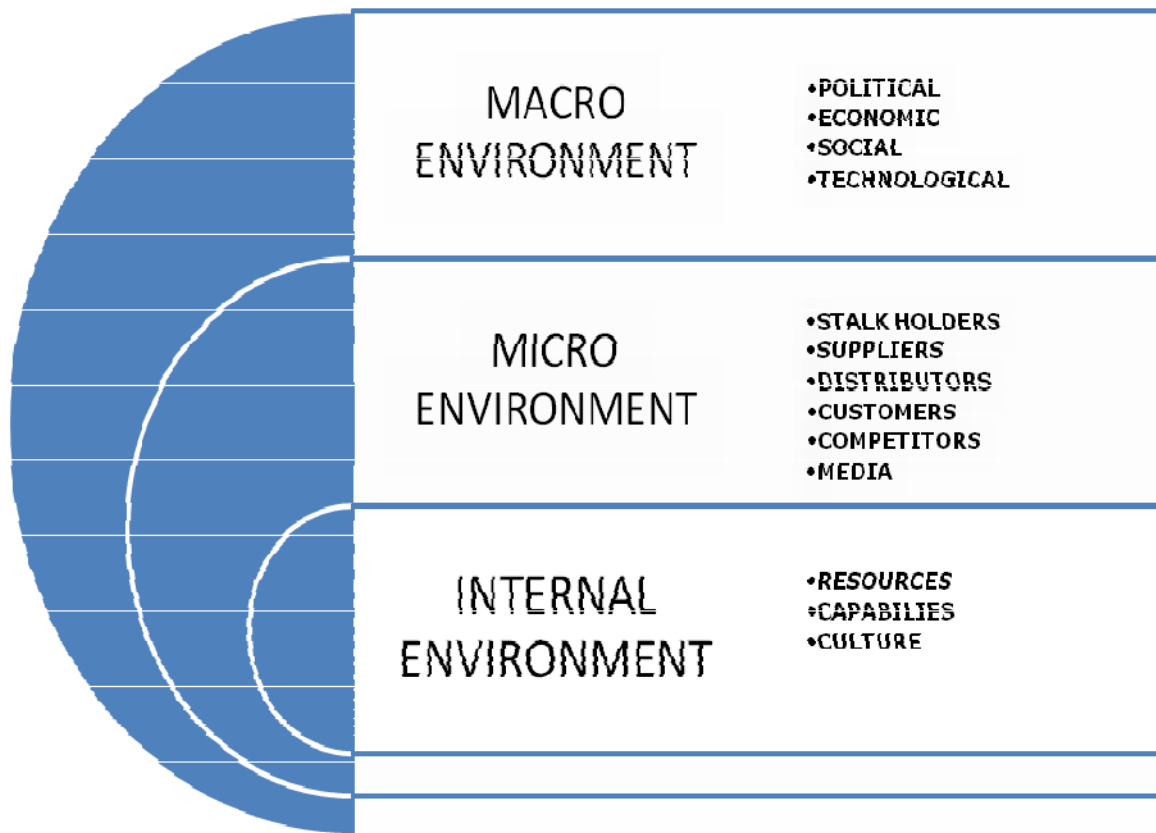 MACRO
ENVIRONMENT
•POLITICAL
•ECONOMIC
•SOCIAL
•TECHNOLOGICAL
MICRO
ENVIRONMENT
•STALK HOLDERS
•SUPPLIERS
•DISTRIBUTORS
•CUSTOMERS
•COMPETITORS
•MEDIA
INTERNAL
ENVIRONMENT
•RESOURCES
•CAPABILIES
•CULTURE